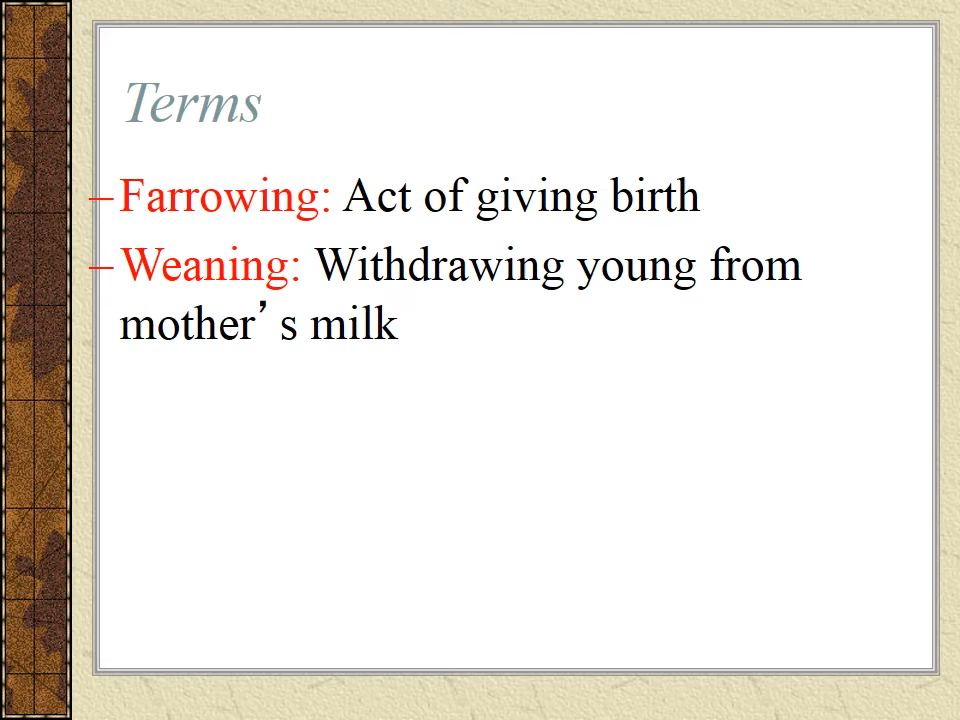 Terms
– Farrowing: Act of giving birth
– Weaning: Withdrawing young from
mother’s milk